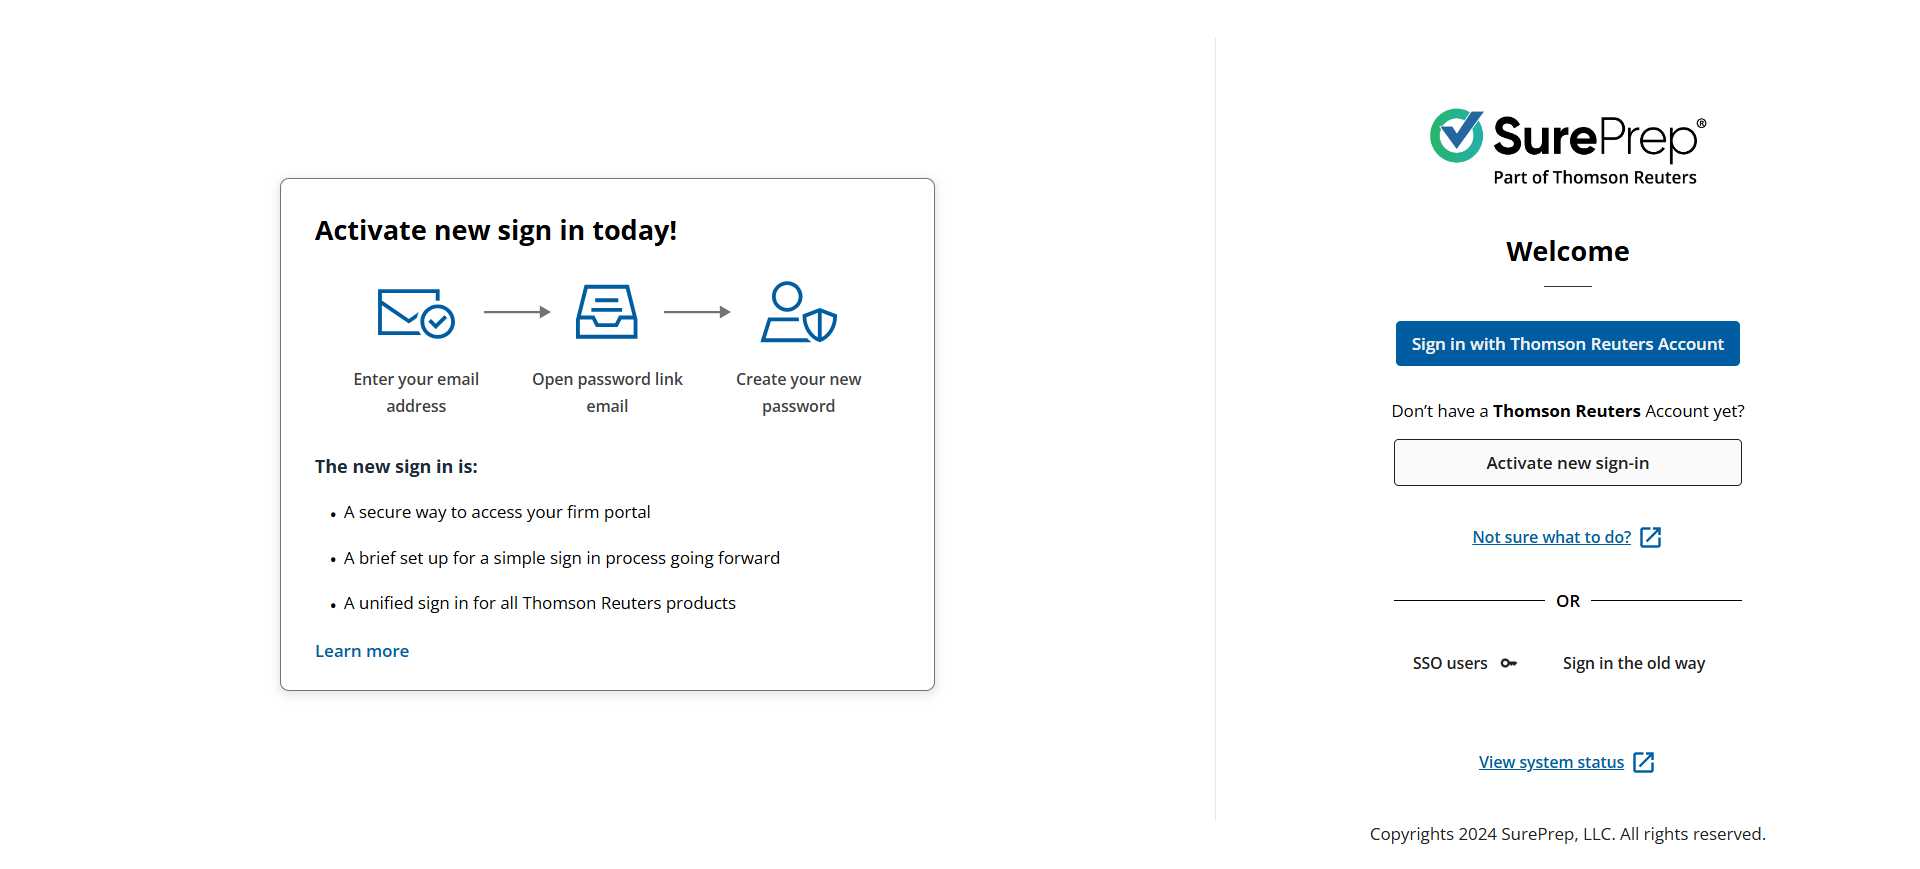 Activate new sign in today!
Enter your email
address
Open password link
email
Create your new
password
The new sign in is:
• A secure way to access your firm portal
• A brief set up for a simple sign in process going forward
• A unified sign in for all Thomson Reuters products
Learn more
SurePrep®
Part of Thomson Reuters
Welcome
Sign in with Thomson Reuters Account
Don’t have a Thomson Reuters Account yet?
Activate new sign-in
Not sure what to do?
OR
SSO users
Sign in the old way
View system status
Copyrights 2024 SurePrep, LLC. All rights reserved.